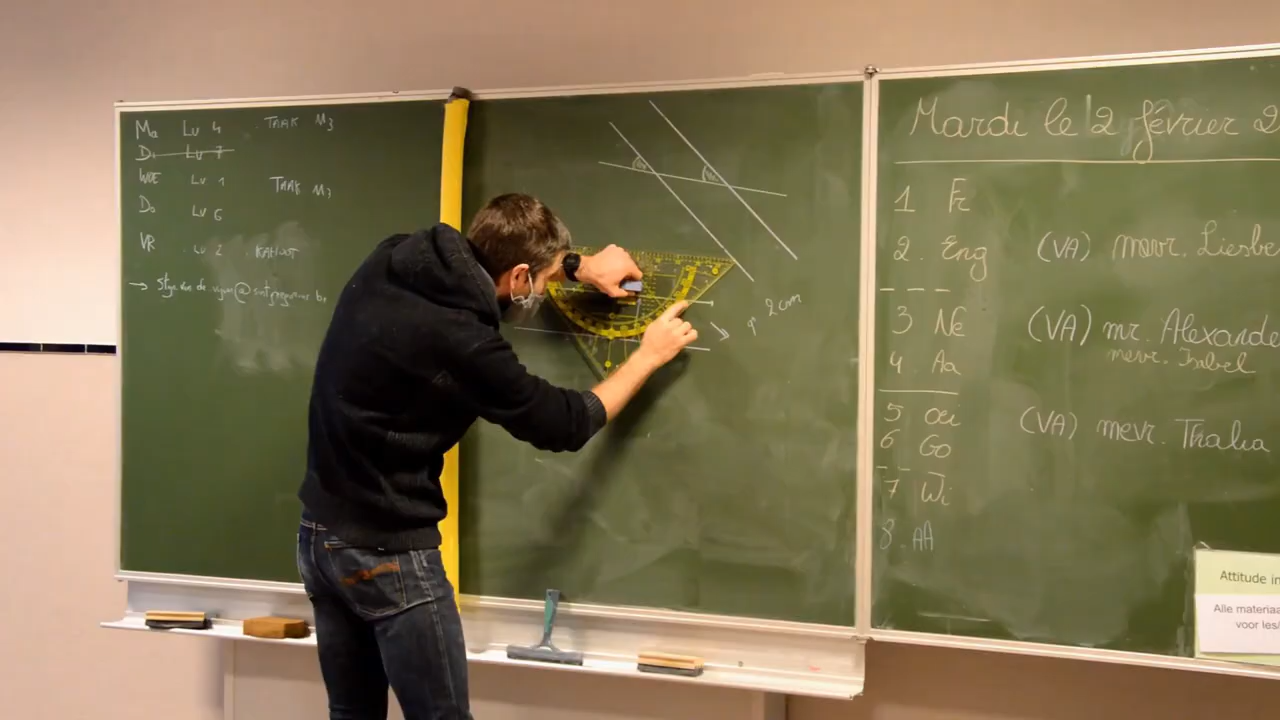 Ma Lu 4 . TAAK M3
Di Lu 7
WOE Lu 1 TAAK M3
Do Lu 6
VR . Lu 2 . KAHOOT
2 cm
Mardi le 2 février 2
1 Fr
2. Eng (VA) mevr. Liesbe
3 Ne (VA) mr. Alexande
mevr. Isabel
4. Aa
5 oei (VA) mevr. Thalia
6 Go
7 Wi
8. AA
Attitude in
Alle materiaa
voor les/